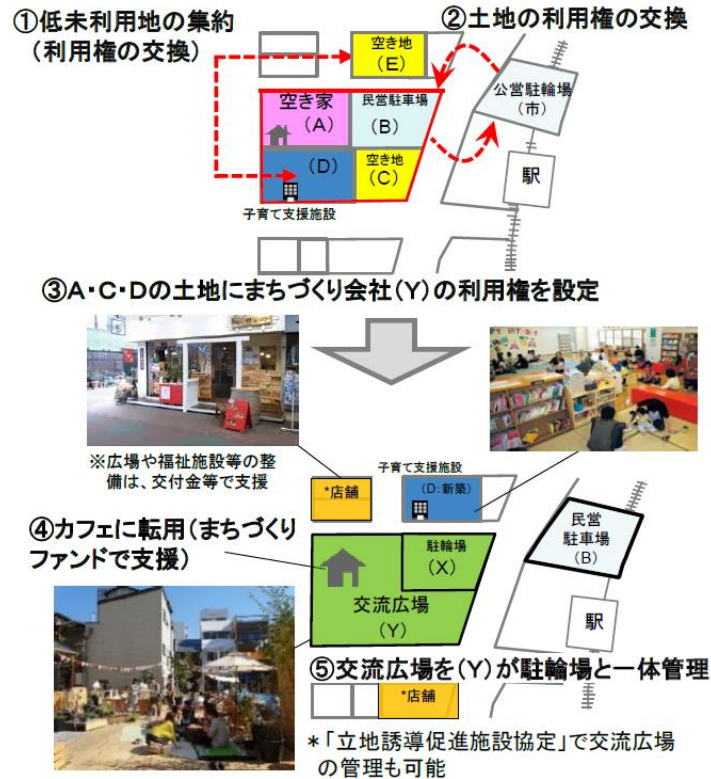 ①低未利用地の集約
(利用権の交換)
②土地の利用権の交換
空き地
(E)
公営駐輪場
(市)
空き家
(A)
民営駐車場
(B)
(D)
空き地
(C)
駅
子育て支援施設
③A・C・Dの土地にまちづくり会社(Y)の利用権を設定
※広場や福祉施設等の整
備は、交付金等で支援
*店舗
子育て支援施設
(D:新築)
④カフェに転用(まちづくり
ファンドで支援)
駐輪場
(X)
民営
駐車場
(B)
交流広場
(Y)
駅
⑤交流広場を(Y)が駐輪場と一体管理
*店舗
*「立地誘導促進施設協定」で交流広場
の管理も可能